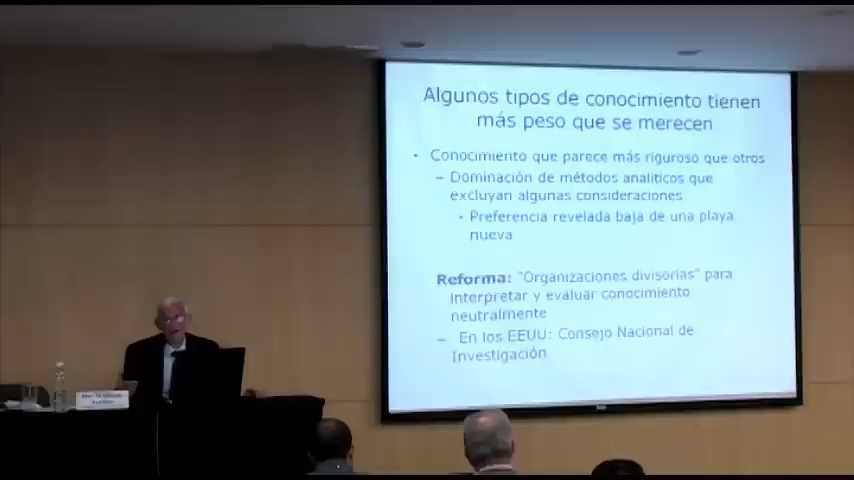 Algunos tipos de conocimiento tienen
más peso que se merecen
• Conocimiento que parece más riguroso que otros
– Dominación de métodos analíticos que
excluyan algunas consideraciones
• Preferencia revelada baja de una playa
nueva
Reforma: "Organizaciones divisorias" para
interpretar y evaluar conocimiento
neutralmente
– En los EEUU: Consejo Nacional de
Investigación